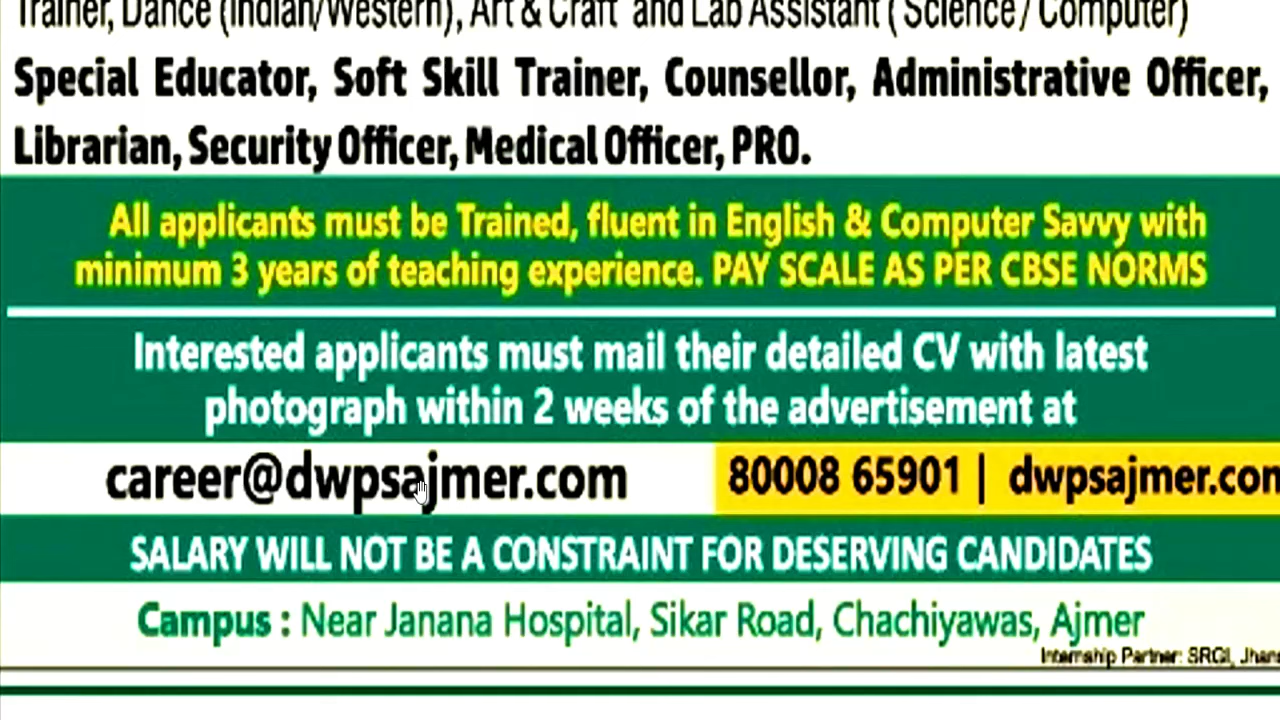 Trainer, Dance (Indian/Western), Art & Craft and Lab Assistant ( Science / Computer)
Special Educator, Soft Skill Trainer, Counsellor, Administrative Officer,
Librarian, Security Officer, Medical Officer, PRO.
All applicants must be Trained, fluent in English & Computer Savvy with
minimum 3 years of teaching experience. PAY SCALE AS PER CBSE NORMS
Interested applicants must mail their detailed CV with latest
photograph within 2 weeks of the advertisement at
career@dwpsajmer.com 80008 65901 | dwpsajmer.com
SALARY WILL NOT BE A CONSTRAINT FOR DESERVING CANDIDATES
Campus : Near Janana Hospital, Sikar Road, Chachiyawas, Ajmer
Internship Partner: SRGI, Jhans